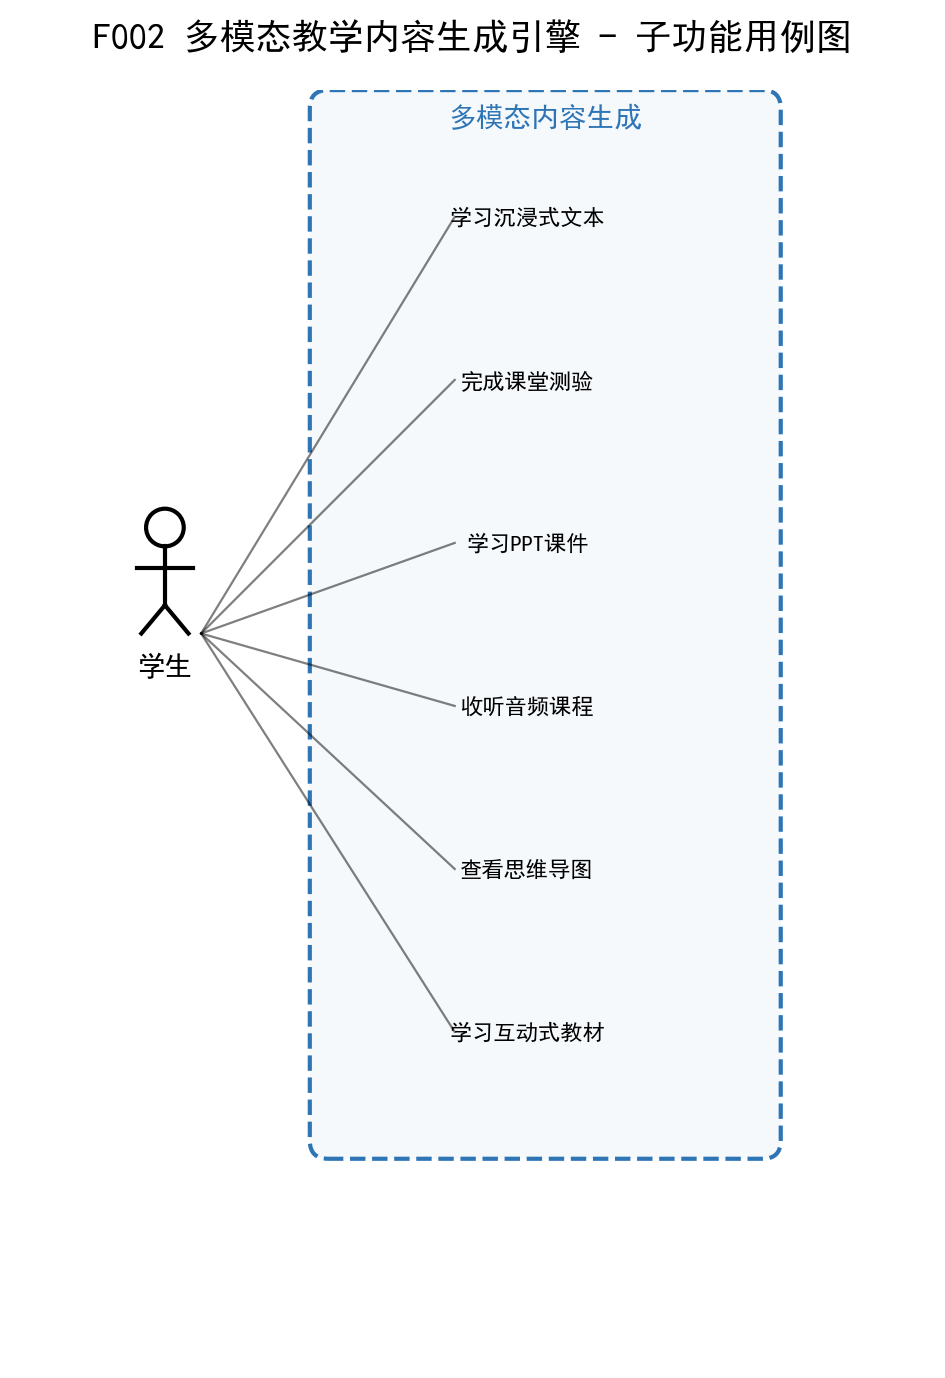 F002 多模态教学内容生成引擎 - 子功能用例图
多模态内容生成
学习沉浸式文本
完成课堂测验
学习PPT课件
学生
收听音频课程
查看思维导图
学习互动式教材